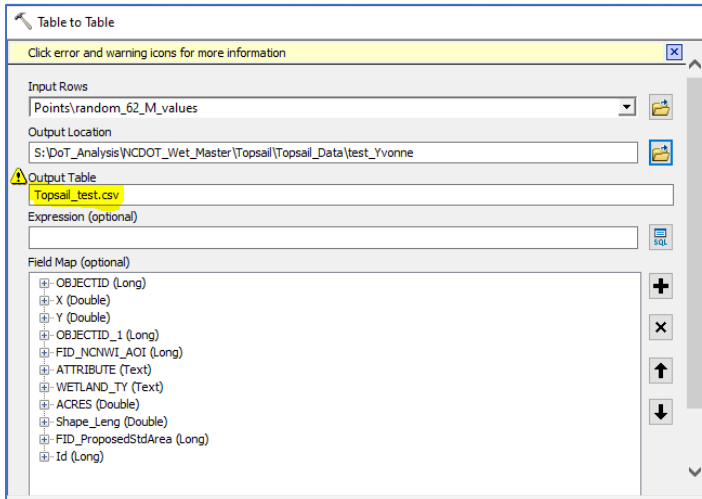 Table to Table
Click error and warning icons for more information
Input Rows
Points\random_62_M_values
Output Location
S:\DoT_Analysis\NCDOT_Wet_Master\Topsail\Topsail_Data\test_Yvonne
Output Table
Topsail_test.csv
Expression (optional)
SQL
Field Map (optional)
OBJECTID (Long)
X (Double)
Y (Double)
OBJECTID_1 (Long)
FID_NCNWI_AOI (Long)
ATTRIBUTE (Text)
WETLAND_TY (Text)
ACRES (Double)
Shape_Leng (Double)
FID_ProposedStdArea (Long)
Id (Long)